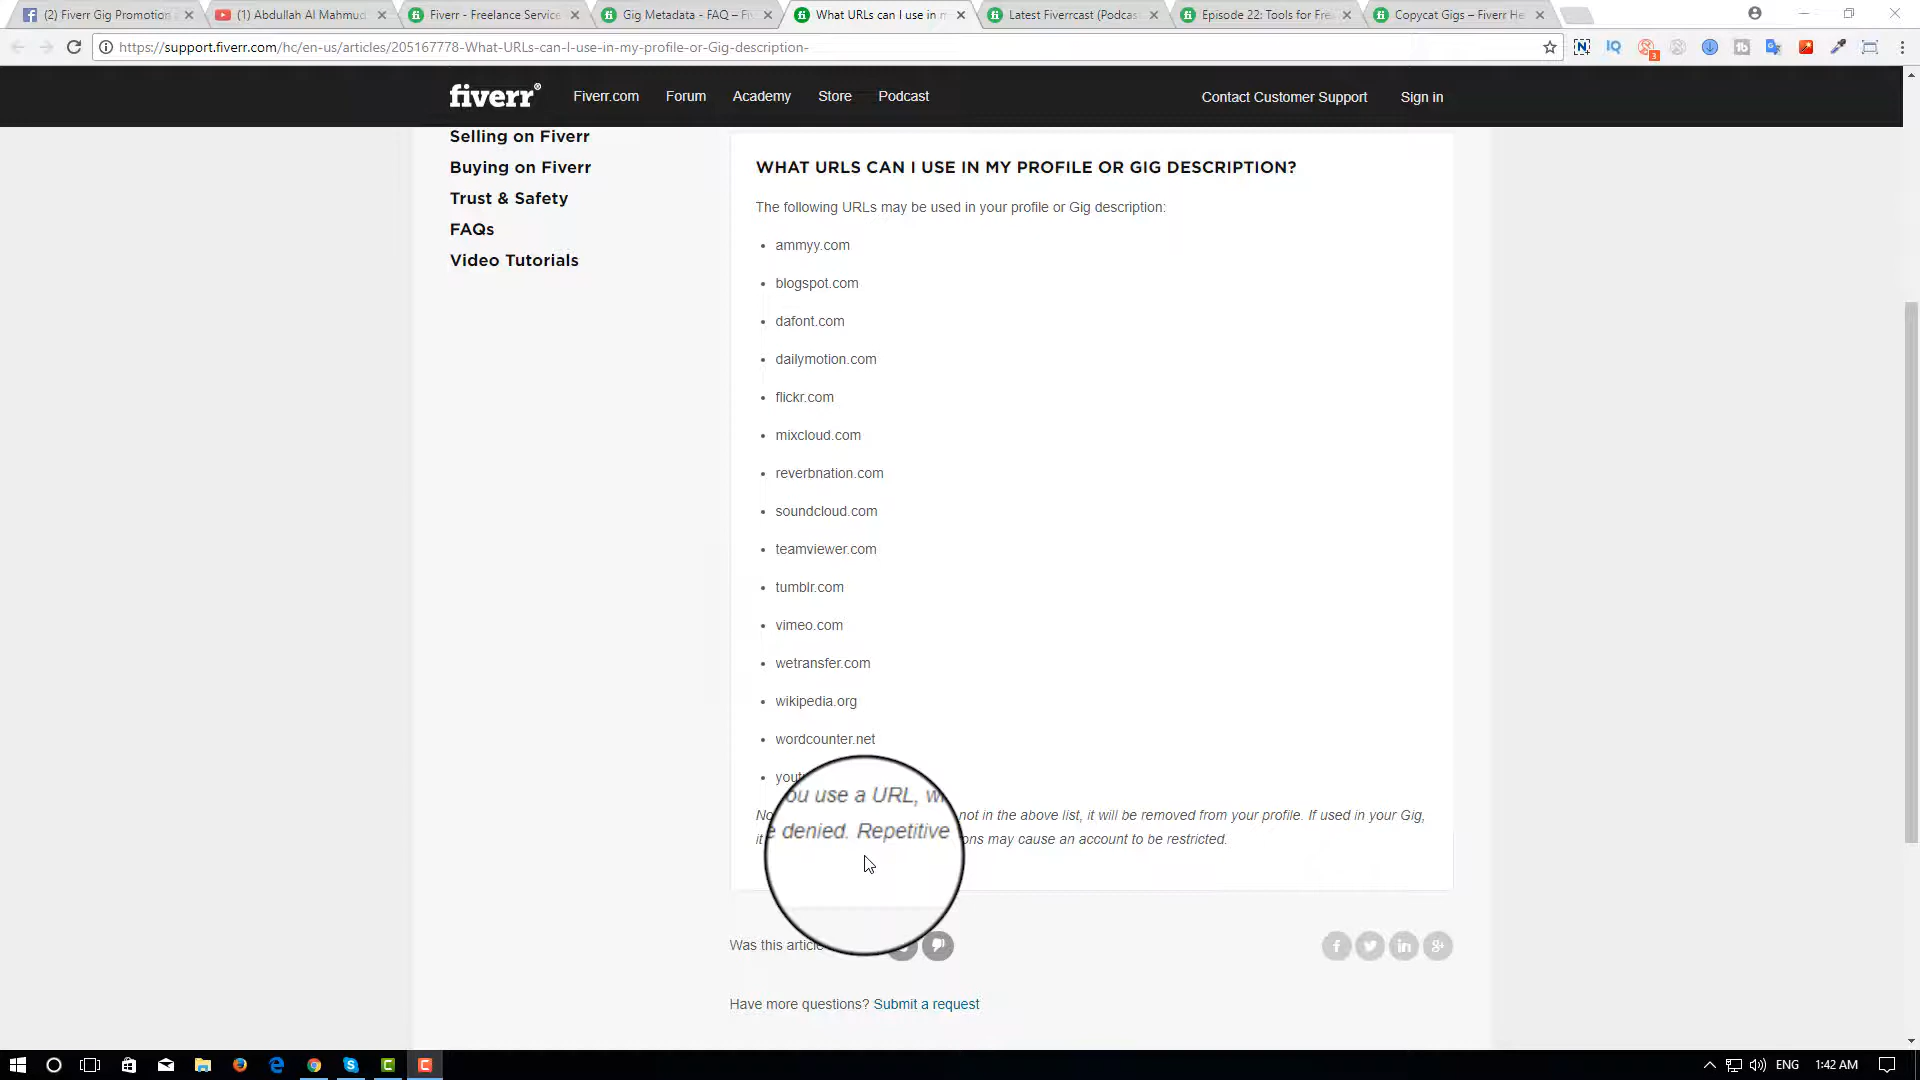 (2) Fiverr Gig Promotion
(1) Abdullah Al Mahmud
Fiverr - Freelance Service
Gig Metadata - FAQ – Fi
What URLs can I use in m
Latest Fiverrcast (Podcas
Episode 22: Tools for Fre
Copycat Gigs – Fiverr He
https://support.fiverr.com/hc/en-us/articles/205167778-What-URLs-can-I-use-in-my-profile-or-Gig-description-
fiverr® Fiverr.com Forum Academy Store Podcast Contact Customer Support Sign in
Selling on Fiverr
Buying on Fiverr
Trust & Safety
FAQs
Video Tutorials
WHAT URLS CAN I USE IN MY PROFILE OR GIG DESCRIPTION?
The following URLs may be used in your profile or Gig description:
• ammyy.com
• blogspot.com
• dafont.com
• dailymotion.com
• flickr.com
• mixcloud.com
• reverbnation.com
• soundcloud.com
• teamviewer.com
• tumblr.com
• vimeo.com
• wetransfer.com
• wikipedia.org
• wordcounter.net
• yout
No ou use a URL, w not in the above list, it will be removed from your profile. If used in your Gig,
it e denied. Repetitive ons may cause an account to be restricted.
Was this article
Have more questions? Submit a request
ENG 1:42 AM